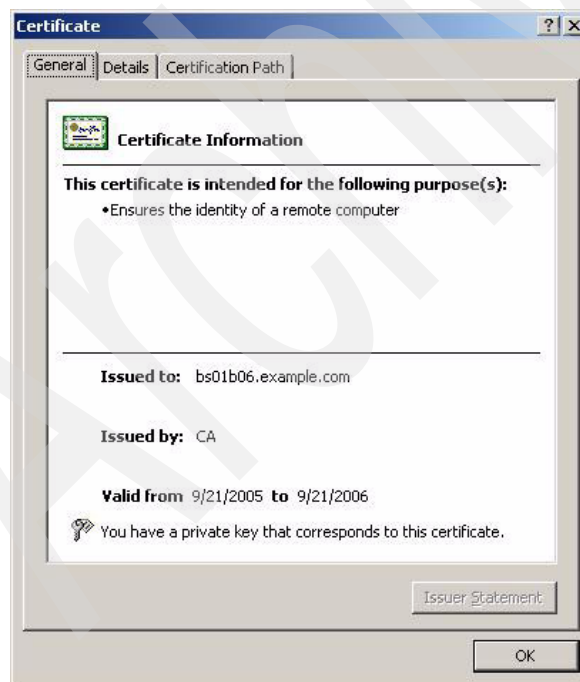 Certificate
General Details Certification Path
Certificate Information
This certificate is intended for the following purpose(s):
•Ensures the identity of a remote computer
Issued to: bs01b06.example.com
Issued by: CA
Valid from 9/21/2005 to 9/21/2006
You have a private key that corresponds to this certificate.
Issuer Statement
OK